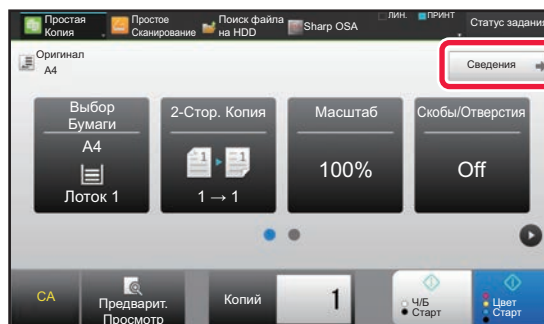 Простая
Копия
Простое
Сканирование
Поиск файла
на HDD
Sharp OSA
ЛИН.
ПРИНТ
Статус задания
Оригинал
A4
Сведения
Выбор
Бумаги
A4
Лоток 1
2-Стор. Копия
1
1
1 → 1
Масштаб
100%
Скобы/Отверстия
Off
CA
Предварит.
Просмотр
Копий
1
Ч/Б
Старт
Цвет
Старт